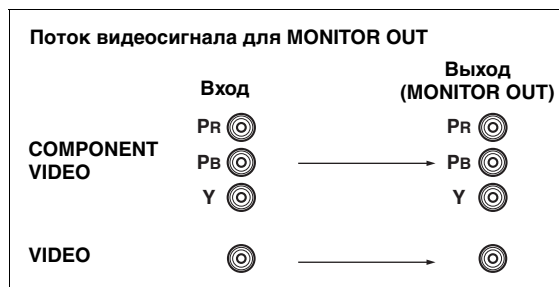 Поток видеосигнала для MONITOR OUT
Вход
Выход
(MONITOR OUT)
PR
PR
COMPONENT
VIDEO
PB
PB
Y
Y
VIDEO